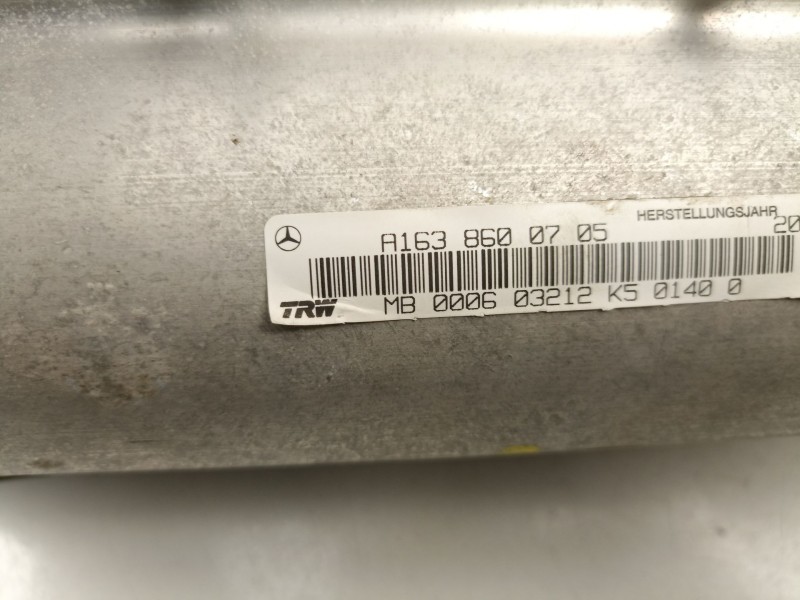 HERSTELLUNGSJAHR
A163 860 07 05 20
TRW MB 0006 03212 K5 0140 0